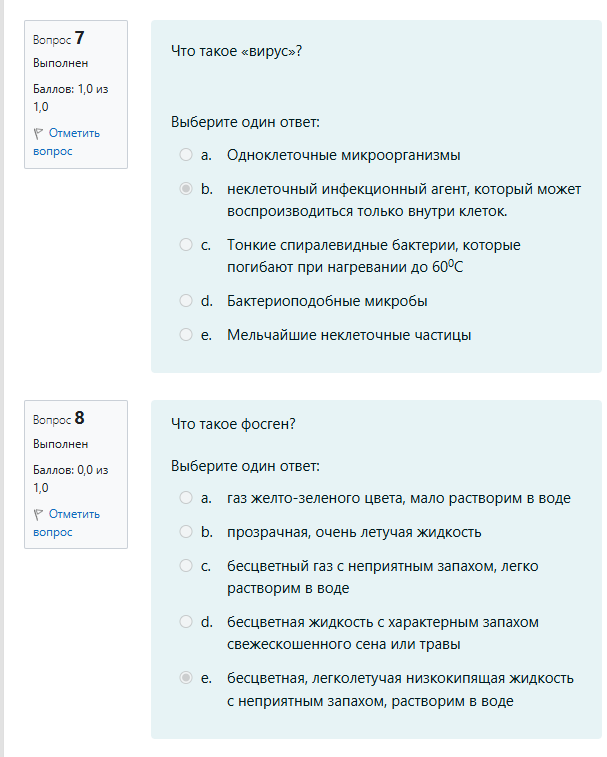 Вопрос 7
Выполнен
Баллов: 1,0 из
1,0
Отметить
вопрос
Что такое «вирус»?
Выберите один ответ:
a. Одноклеточные микроорганизмы
b. неклеточный инфекционный агент, который может
воспроизводиться только внутри клеток.
c. Тонкие спиралевидные бактерии, которые
погибают при нагревании до 60⁰С
d. Бактериоподобные микробы
e. Мельчайшие неклеточные частицы
Вопрос 8
Выполнен
Баллов: 0,0 из
1,0
Отметить
вопрос
Что такое фосген?
Выберите один ответ:
a. газ желто-зеленого цвета, мало растворим в воде
b. прозрачная, очень летучая жидкость
c. бесцветный газ с неприятным запахом, легко
растворим в воде
d. бесцветная жидкость с характерным запахом
свежескошенного сена или травы
e. бесцветная, легколетучая низкокипящая жидкость
с неприятным запахом, растворим в воде